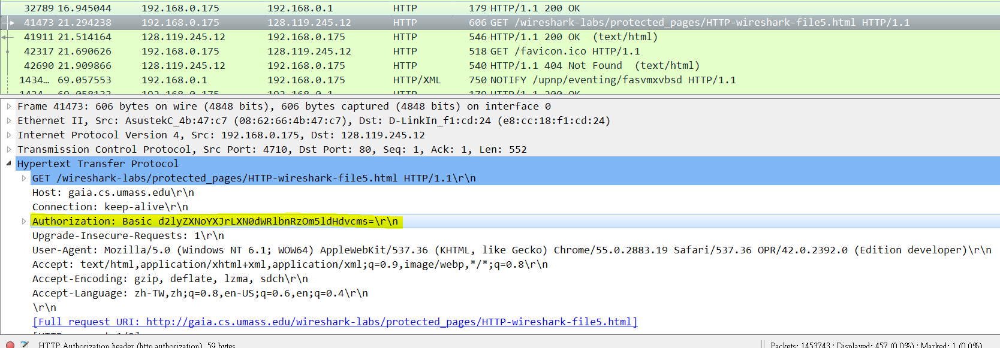 32789 16.945044 192.168.0.175 192.168.0.1 HTTP 179 HTTP/1.1 200 OK
41473 21.294238 192.168.0.175 128.119.245.12 HTTP 606 GET /wireshark-labs/protected_pages/HTTP-wireshark-file5.html HTTP/1.1
41911 21.514164 128.119.245.12 192.168.0.175 HTTP 546 HTTP/1.1 200 OK (text/html)
42317 21.690626 192.168.0.175 128.119.245.12 HTTP 518 GET /favicon.ico HTTP/1.1
42690 21.909866 128.119.245.12 192.168.0.175 HTTP 540 HTTP/1.1 404 Not Found (text/html)
1434… 69.057553 192.168.0.1 192.168.0.175 HTTP/XML 750 NOTIFY /upnp/eventing/fasvmxvbsd HTTP/1.1
1434… 69.058133 192.168.0.175 192.168.0.1 HTTP 179 HTTP/1.1 200 OK
Frame 41473: 606 bytes on wire (4848 bits), 606 bytes captured (4848 bits) on interface 0
Ethernet II, Src: AsustekC_4b:47:c7 (08:62:66:4b:47:c7), Dst: D-LinkIn_f1:cd:24 (e8:cc:18:f1:cd:24)
Internet Protocol Version 4, Src: 192.168.0.175, Dst: 128.119.245.12
Transmission Control Protocol, Src Port: 4710, Dst Port: 80, Seq: 1, Ack: 1, Len: 552
Hypertext Transfer Protocol
GET /wireshark-labs/protected_pages/HTTP-wireshark-file5.html HTTP/1.1\r\n
Host: gaia.cs.umass.edu\r\n
Connection: keep-alive\r\n
Authorization: Basic d2lyZXNoYXJrLXN0dWRlbnRzOm5ldHdvcms=\r\n
Upgrade-Insecure-Requests: 1\r\n
User-Agent: Mozilla/5.0 (Windows NT 6.1; WOW64) AppleWebKit/537.36 (KHTML, like Gecko) Chrome/55.0.2883.19 Safari/537.36 OPR/42.0.2392.0 (Edition developer)\r\n
Accept: text/html,application/xhtml+xml,application/xml;q=0.9,image/webp,*/*;q=0.8\r\n
Accept-Encoding: gzip, deflate, lzma, sdch\r\n
Accept-Language: zh-TW,zh;q=0.8,en-US;q=0.6,en;q=0.4\r\n
\r\n
[Full request URI: http://gaia.cs.umass.edu/wireshark-labs/protected_pages/HTTP-wireshark-file5.html]
[HTTP request 1/2]
HTTP Authorization header (http.authorization), 59 bytes
Packets: 1453743 · Displayed: 457 (0.0%) · Marked: 1 (0.0%)